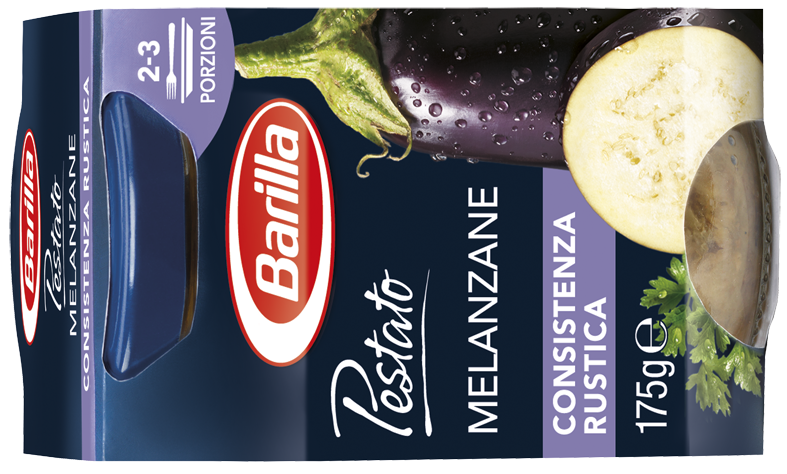 Barilla
Pestato
MELANZANE
CONSISTENZA RUSTICA
2-3
PORZIONI
Barilla
Pestato
MELANZANE
CONSISTENZA
RUSTICA
175g ℮